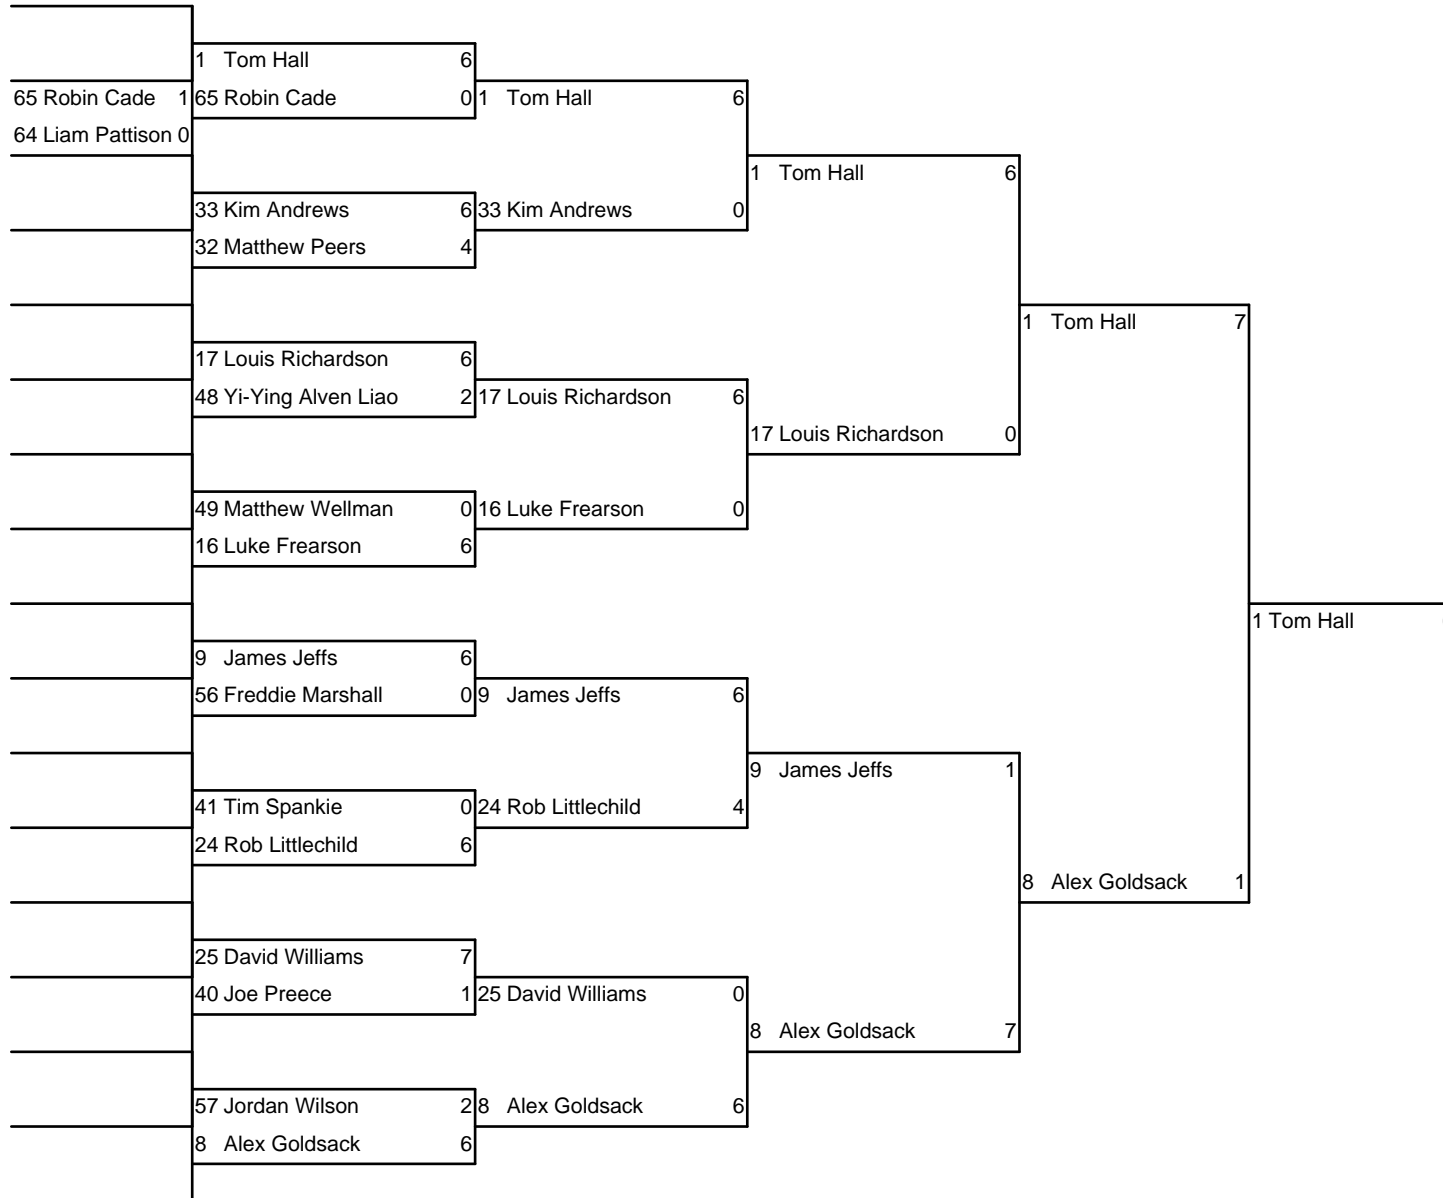 65 Robin Cade 1
64 Liam Pattison 0
1 Tom Hall 6
65 Robin Cade 0
33 Kim Andrews 6
32 Matthew Peers 4
17 Louis Richardson 6
48 Yi-Ying Alven Liao 2
49 Matthew Wellman 0
16 Luke Frearson 6
9 James Jeffs 6
56 Freddie Marshall 0
41 Tim Spankie 0
24 Rob Littlechild 6
25 David Williams 7
40 Joe Preece 1
57 Jordan Wilson 2
8 Alex Goldsack 6
1 Tom Hall 6
33 Kim Andrews 0
17 Louis Richardson 6
16 Luke Frearson 0
9 James Jeffs 6
24 Rob Littlechild 4
25 David Williams 0
8 Alex Goldsack 6
1 Tom Hall 6
17 Louis Richardson 0
9 James Jeffs 1
8 Alex Goldsack 7
1 Tom Hall 7
8 Alex Goldsack 1
1 Tom Hall